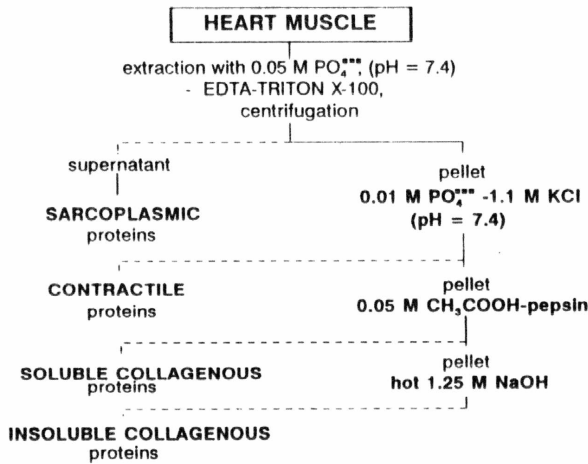 HEART MUSCLE
extraction with 0.05 M PO₄⁻⁻⁻, (pH = 7.4)
- EDTA-TRITON X-100,
centrifugation
supernatant
pellet
SARCOPLASMIC
proteins
0.01 M PO₄⁻⁻⁻ -1.1 M KCl
(pH = 7.4)
CONTRACTILE
proteins
pellet
0.05 M CH₃COOH-pepsin
SOLUBLE COLLAGENOUS
proteins
pellet
hot 1.25 M NaOH
INSOLUBLE COLLAGENOUS
proteins